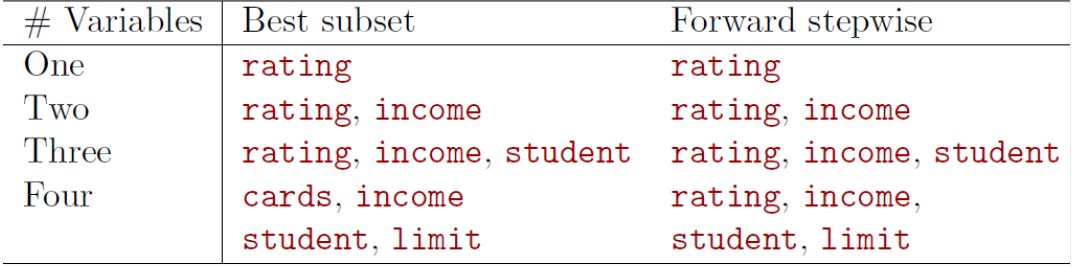 # Variables Best subset Forward stepwise
One rating rating
Two rating, income rating, income
Three rating, income, student rating, income, student
Four cards, income rating, income,
student, limit student, limit